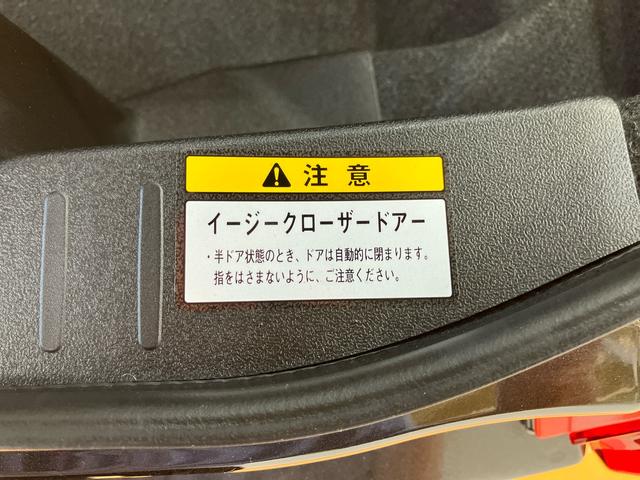 ⚠ 注意
イージークローザードアー
・半ドア状態のとき、ドアは自動的に閉まります。
指をはさまないように、ご注意ください。